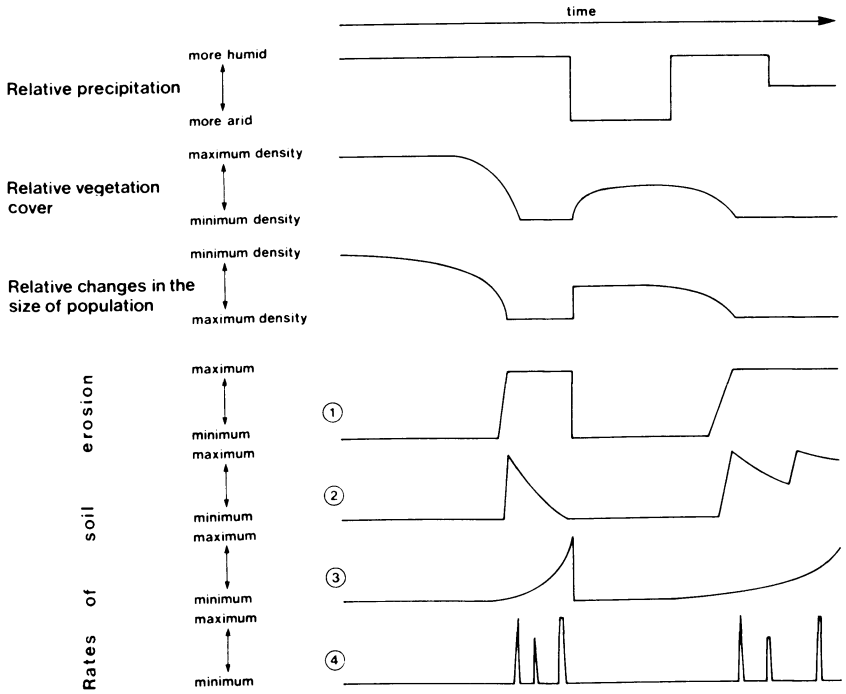 time
more humid
Relative precipitation
more arid
maximum density
Relative vegetation
cover
minimum density
minimum density
Relative changes in the
size of population
maximum density
Rates of soil erosion
maximum
1
minimum
maximum
2
minimum
maximum
3
minimum
maximum
4
minimum